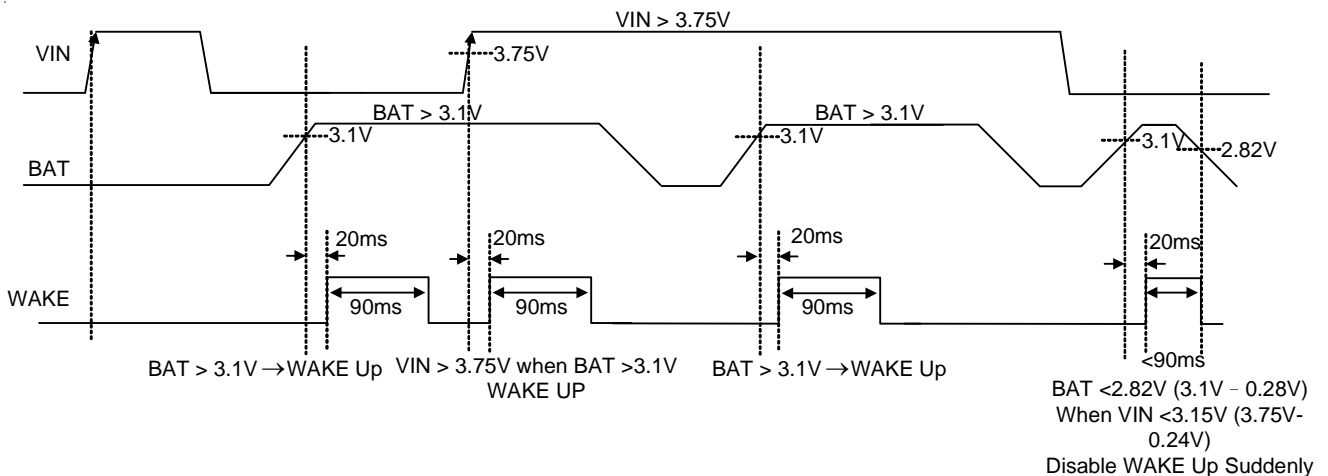 VIN > 3.75V
VIN
3.75V
BAT > 3.1V
BAT > 3.1V
3.1V
3.1V
3.1V
2.82V
BAT
20ms
20ms
20ms
20ms
WAKE
90ms
90ms
90ms
<90ms
BAT > 3.1V →WAKE Up
VIN > 3.75V when BAT >3.1V
WAKE UP
BAT > 3.1V →WAKE Up
BAT <2.82V (3.1V – 0.28V)
When VIN <3.15V (3.75V-
0.24V)
Disable WAKE Up Suddenly